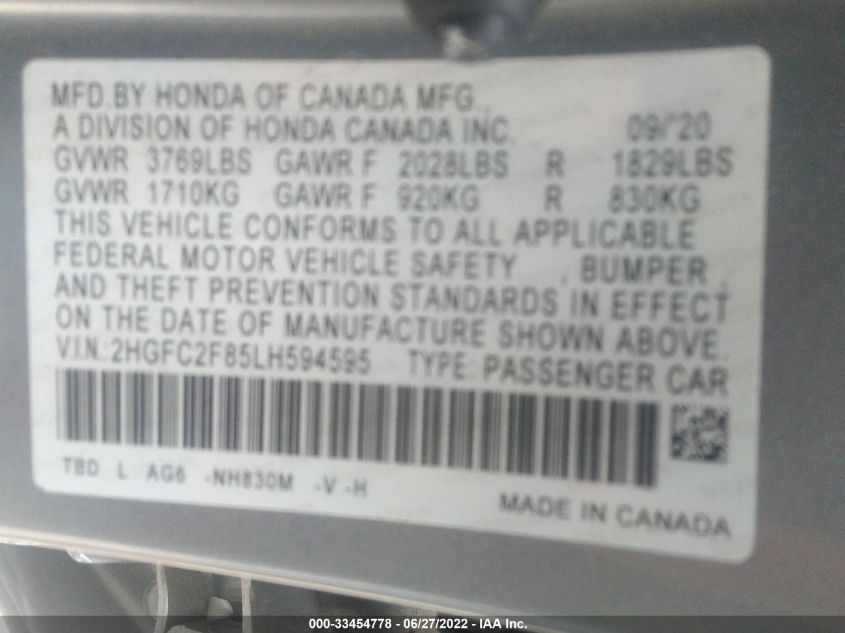 MFD.BY HONDA OF CANADA MFG.
A DIVISION OF HONDA CANADA INC. 09/'20
GVWR 3769LBS GAWR F 2028LBS R 1829LBS
GVWR 1710KG GAWR F 920KG R 830KG
THIS VEHICLE CONFORMS TO ALL APPLICABLE
FEDERAL MOTOR VEHICLE SAFETY , BUMPER ,
AND THEFT PREVENTION STANDARDS IN EFFECT
ON THE DATE OF MANUFACTURE SHOWN ABOVE.
V.I.N.:2HGFC2F85LH594595 TYPE: PASSENGER CAR
TBD L AG6 -NH830M -V -H
MADE IN CANADA
000-33454778 - 06/27/2022 - IAA Inc.